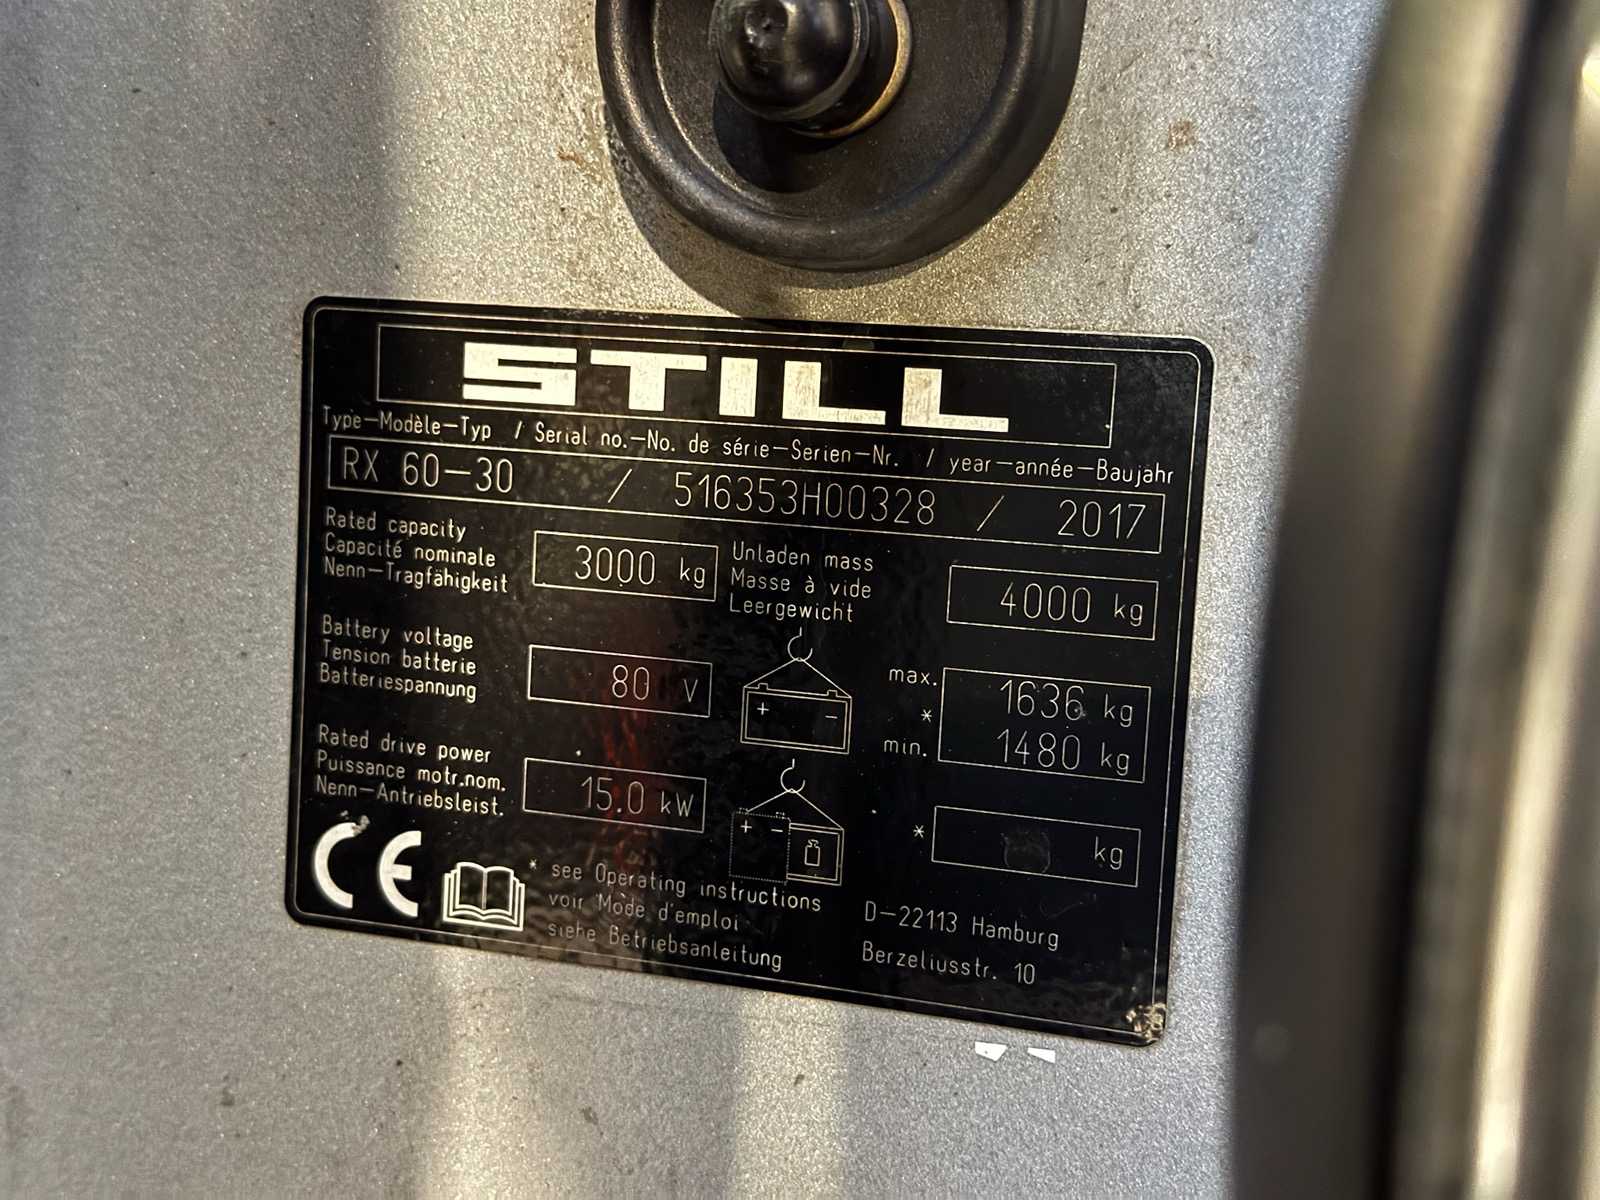 STILL
Type-Modèle-Typ / Serial no.-No. de série-Serien-Nr. / year-année-Baujahr
RX 60-30 / 516353H00328 / 2017
Rated capacity
Capacité nominale
Nenn-Tragfähigkeit
3000 kg
Unladen mass
Masse à vide
Leergewicht
4000 kg
Battery voltage
Tension batterie
Batteriespannung
80 V
max. 1636 kg
*
min. 1480 kg
Rated drive power
Puissance motr.nom.
Nenn-Antriebsleist.
15.0 kW
+ -
+ -
* kg
CE
* see Operating instructions
voir Mode d'emploi
siehe Betriebsanleitung
D-22113 Hamburg
Berzeliusstr. 10